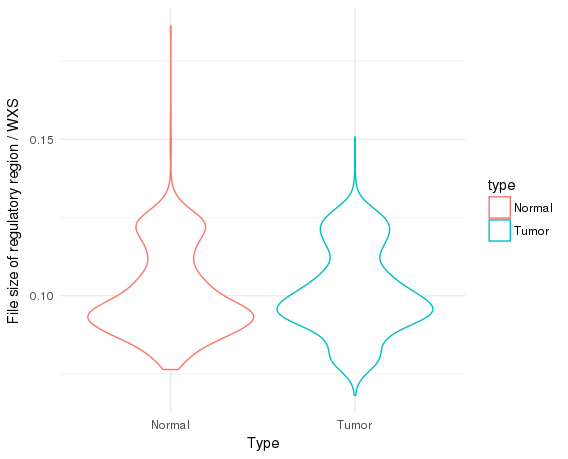 File size of regulatory region / WXS
0.15
0.10
Normal
Tumor
Type
type
Normal
Tumor